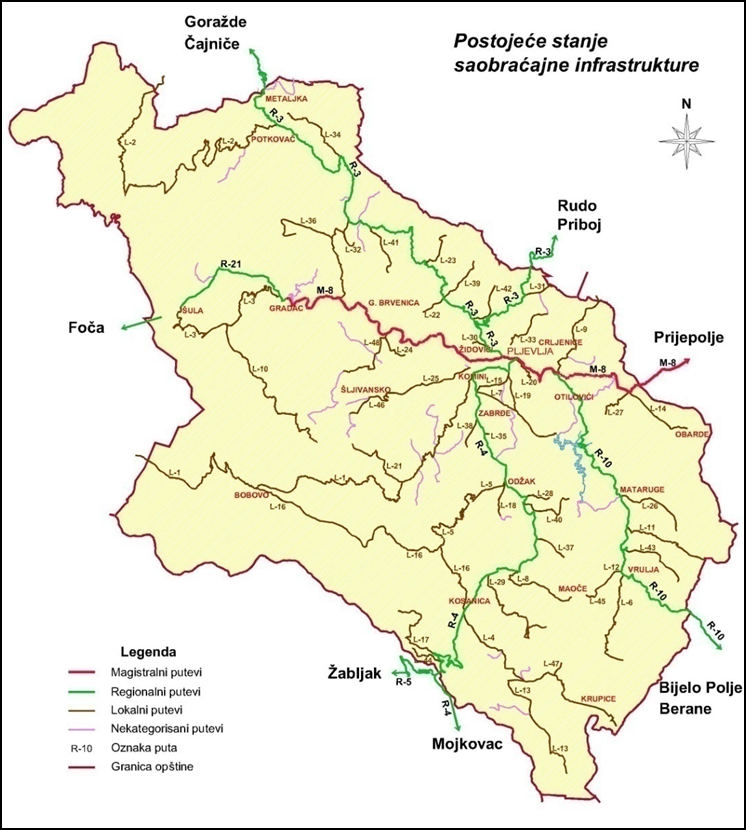 Goražde
Čajniče
Postojeće stanje
saobraćajne infrastrukture
N
METALJKA
R-3
POTKOVAČ
L-34
L-2
L-2
R-3
Rudo
Priboj
L-36
L-32
L-41
L-23
R-3
R-21
L-39
L-42
L-31
M-8
R-3
L-3
GRADAC
G. BRVENICA
L-22
R-3
ŠULA
Foča
L-3
L-30
R-3
L-33
L-9
CRLJENICE
Prijepolje
L-48
L-24
ŽIDOVIĆI
PLJEVLJA
M-8
M-8
L-10
KOMINI
L-15
L-20
L-25
ŠLJIVANSKO
L-7
L-19
OTILOVIĆI
L-46
ZABRĐE
L-27
L-14
L-38
L-35
OBARDE
R-4
R-10
L-21
L-1
L-1
L-5
ODŽAK
BOBOVO
L-28
MATARUGE
L-16
L-18
L-40
L-26
L-5
L-11
L-16
L-37
L-43
L-16
L-12
VRULJA
L-29
L-8
MAOČE
R-10
KOSANICA
L-45
L-6
R-4
R-10
L-17
L-4
Legenda
Magistralni putevi
Regionalni putevi
Lokalni putevi
Nekategorisani putevi
R-10 Oznaka puta
Granica opštine
Žabljak
R-5
R-4
L-47
L-13
KRUPICE
Bijelo Polje
Berane
Mojkovac
L-13